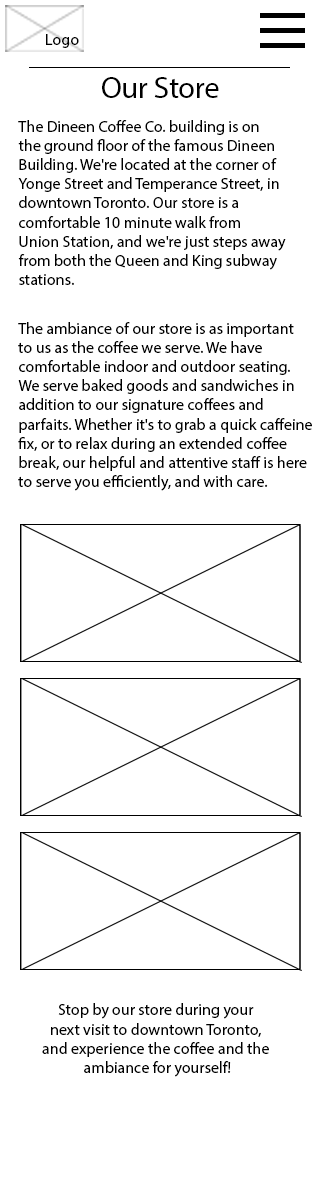 Logo
Our Store
The Dineen Coffee Co. building is on
the ground floor of the famous Dineen
Building. We're located at the corner of
Yonge Street and Temperance Street, in
downtown Toronto. Our store is a
comfortable 10 minute walk from
Union Station, and we're just steps away
from both the Queen and King subway
stations.
The ambiance of our store is as important
to us as the coffee we serve. We have
comfortable indoor and outdoor seating.
We serve baked goods and sandwiches in
addition to our signature coffees and
parfaits. Whether it's to grab a quick caffeine
fix, or to relax during an extended coffee
break, our helpful and attentive staff is here
to serve you efficiently, and with care.
Stop by our store during your
next visit to downtown Toronto,
and experience the coffee and the
ambiance for yourself!